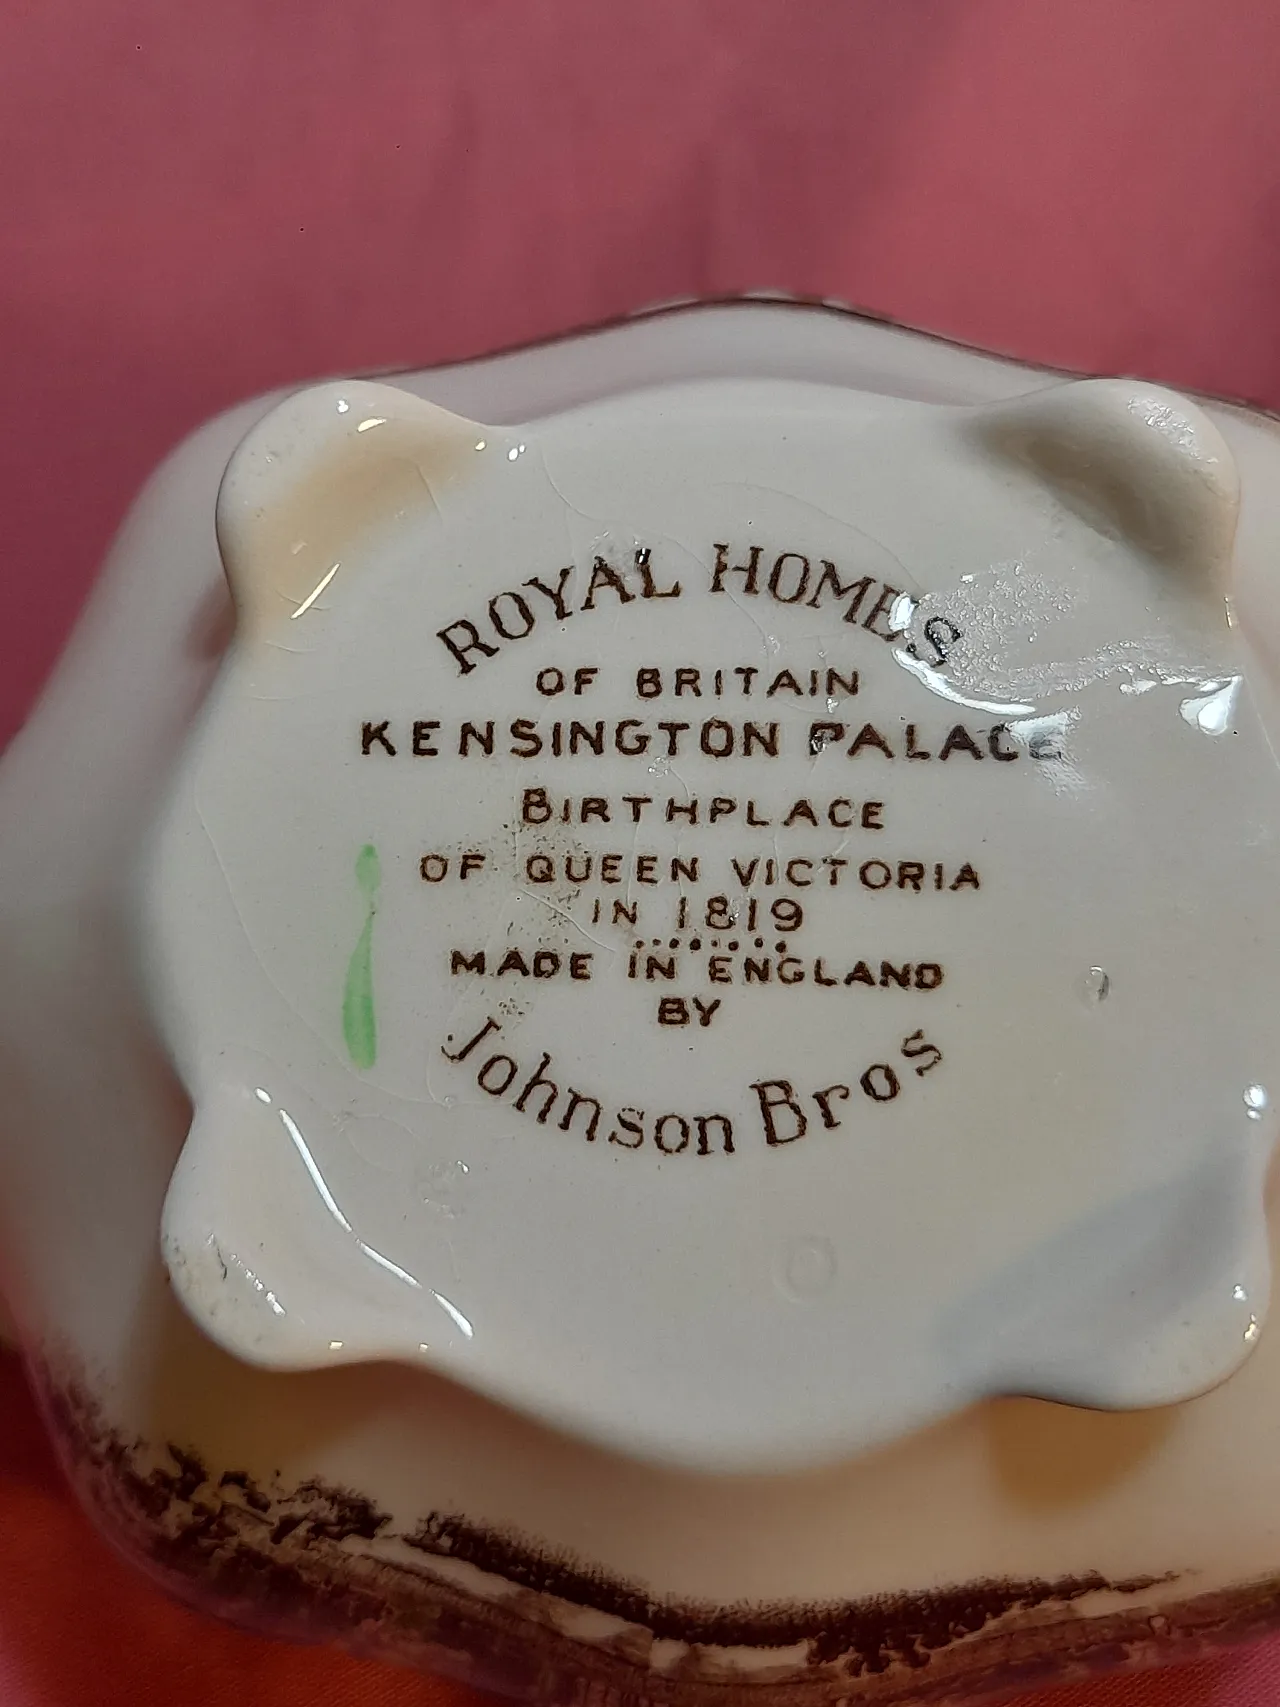 ROYAL HOMES
OF BRITAIN
KENSINGTON PALACE
BIRTHPLACE
OF QUEEN VICTORIA
IN 1819
MADE IN ENGLAND
BY
Johnson Bros